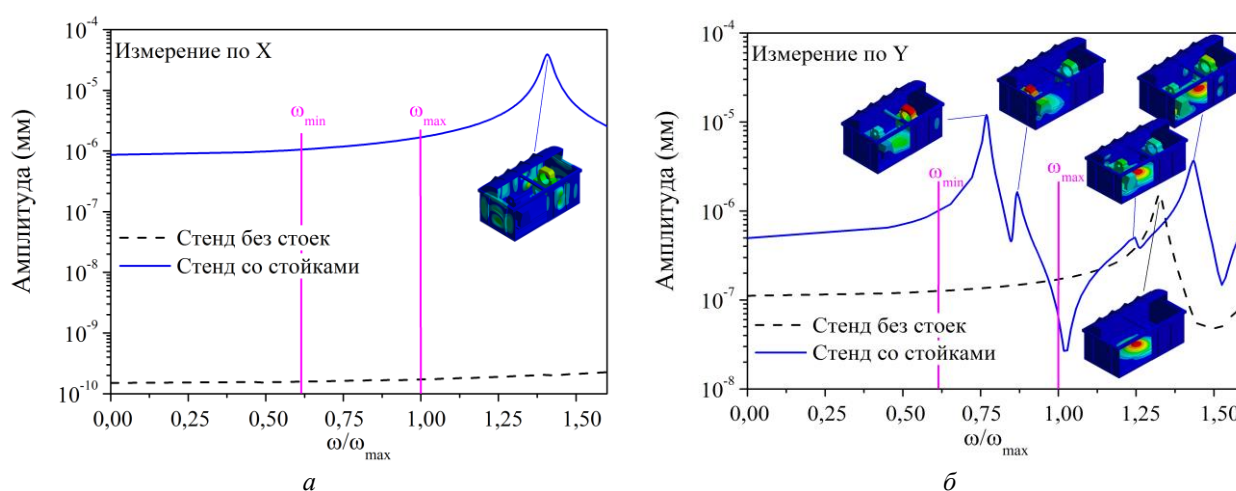 Измерение по X
Амплитуда (мм)
10⁻⁴
10⁻⁵
10⁻⁶
10⁻⁷
10⁻⁸
10⁻⁹
10⁻¹⁰
ω_min
ω_max
Стенд без стоек
Стенд со стойками
0,00 0,25 0,50 0,75 1,00 1,25 1,50
ω/ω_max
а
Измерение по Y
Амплитуда (мм)
10⁻⁴
10⁻⁵
10⁻⁶
10⁻⁷
10⁻⁸
ω_min
ω_max
Стенд без стоек
Стенд со стойками
0,00 0,25 0,50 0,75 1,00 1,25 1,50
ω/ω_max
б